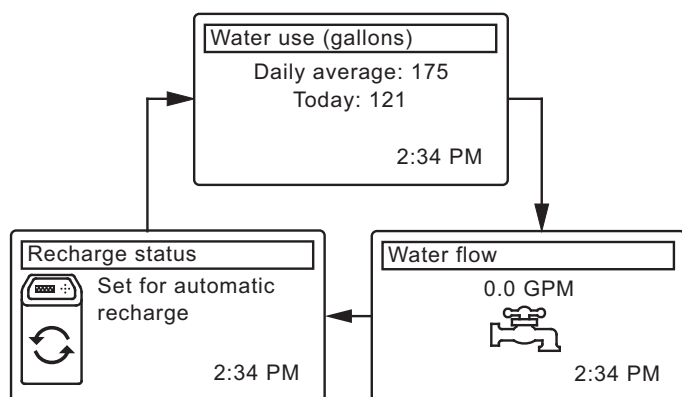 Water use (gallons)
Daily average: 175
Today: 121
2:34 PM
Recharge status
Set for automatic
recharge
2:34 PM
Water flow
0.0 GPM
2:34 PM